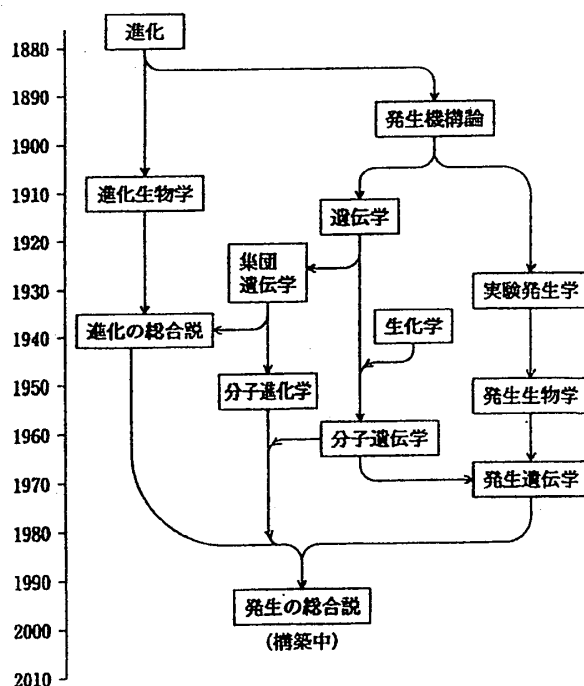 進化
1880
1890
発生機構論
1900
進化生物学
1910
遺伝学
1920
集団
遺伝学
1930
実験発生学
進化の総合説
生化学
1940
分子進化学
1950
発生生物学
分子遺伝学
1960
発生遺伝学
1970
1980
1990
発生の総合説
2000
(構築中)
2010